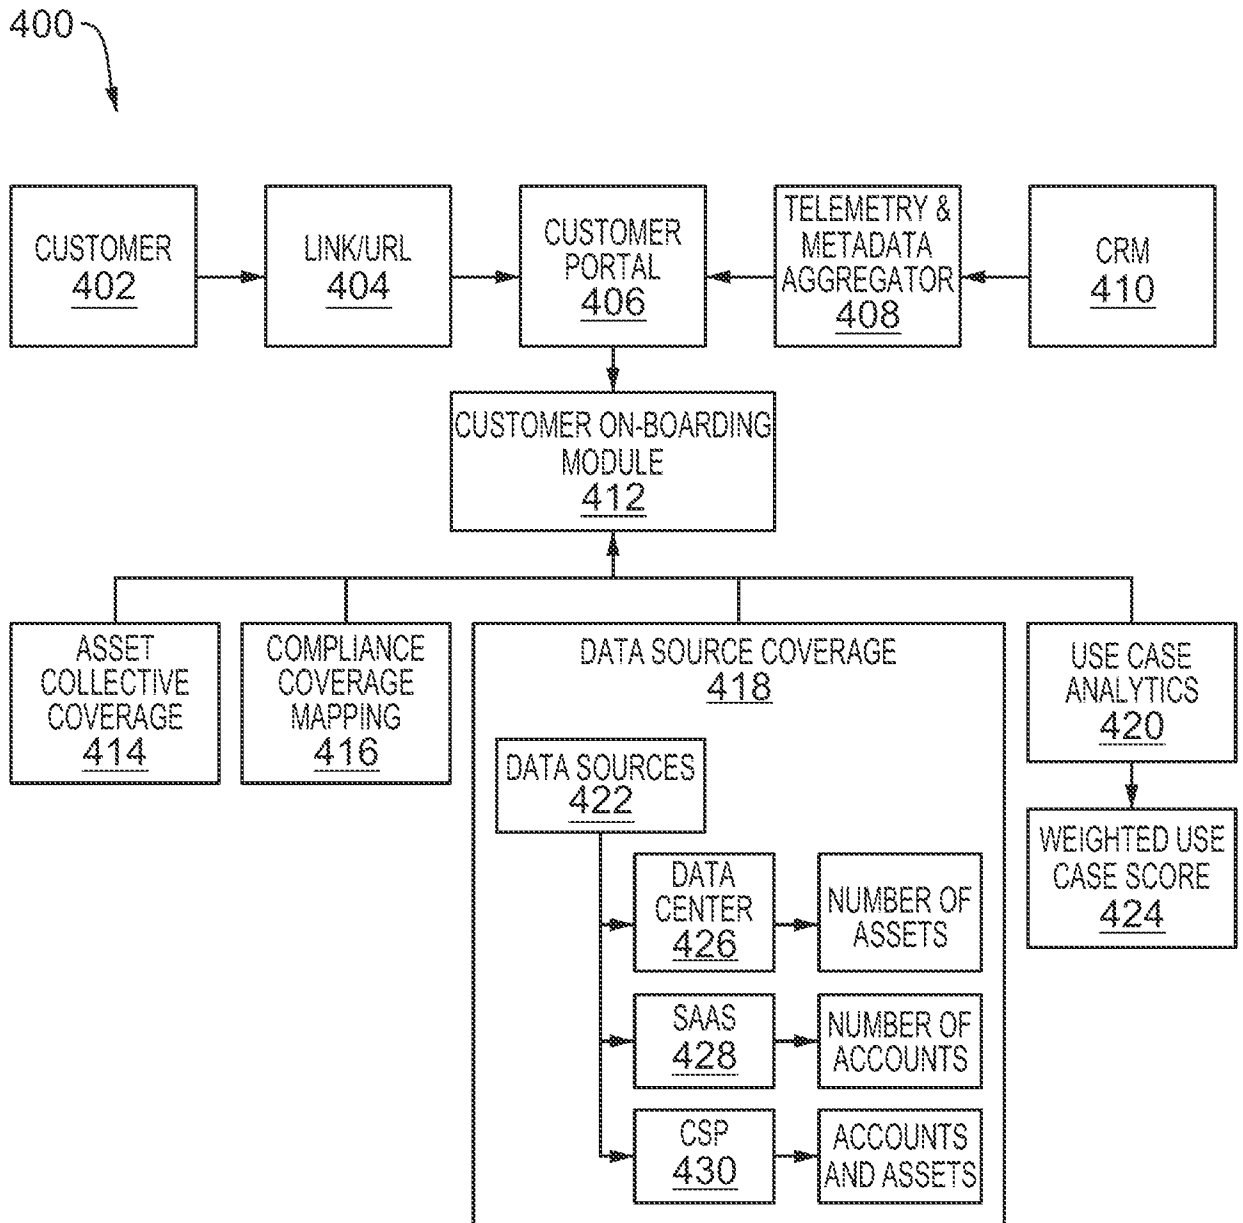 400
CUSTOMER
402
LINK/URL
404
CUSTOMER
PORTAL
406
TELEMETRY &
METADATA
AGGREGATOR
408
CRM
410
CUSTOMER ON-BOARDING
MODULE
412
ASSET
COLLECTIVE
COVERAGE
414
COMPLIANCE
COVERAGE
MAPPING
416
DATA SOURCE COVERAGE
418
DATA SOURCES
422
DATA
CENTER
426
NUMBER OF
ASSETS
SAAS
428
NUMBER OF
ACCOUNTS
CSP
430
ACCOUNTS
AND ASSETS
USE CASE
ANALYTICS
420
WEIGHTED USE
CASE SCORE
424